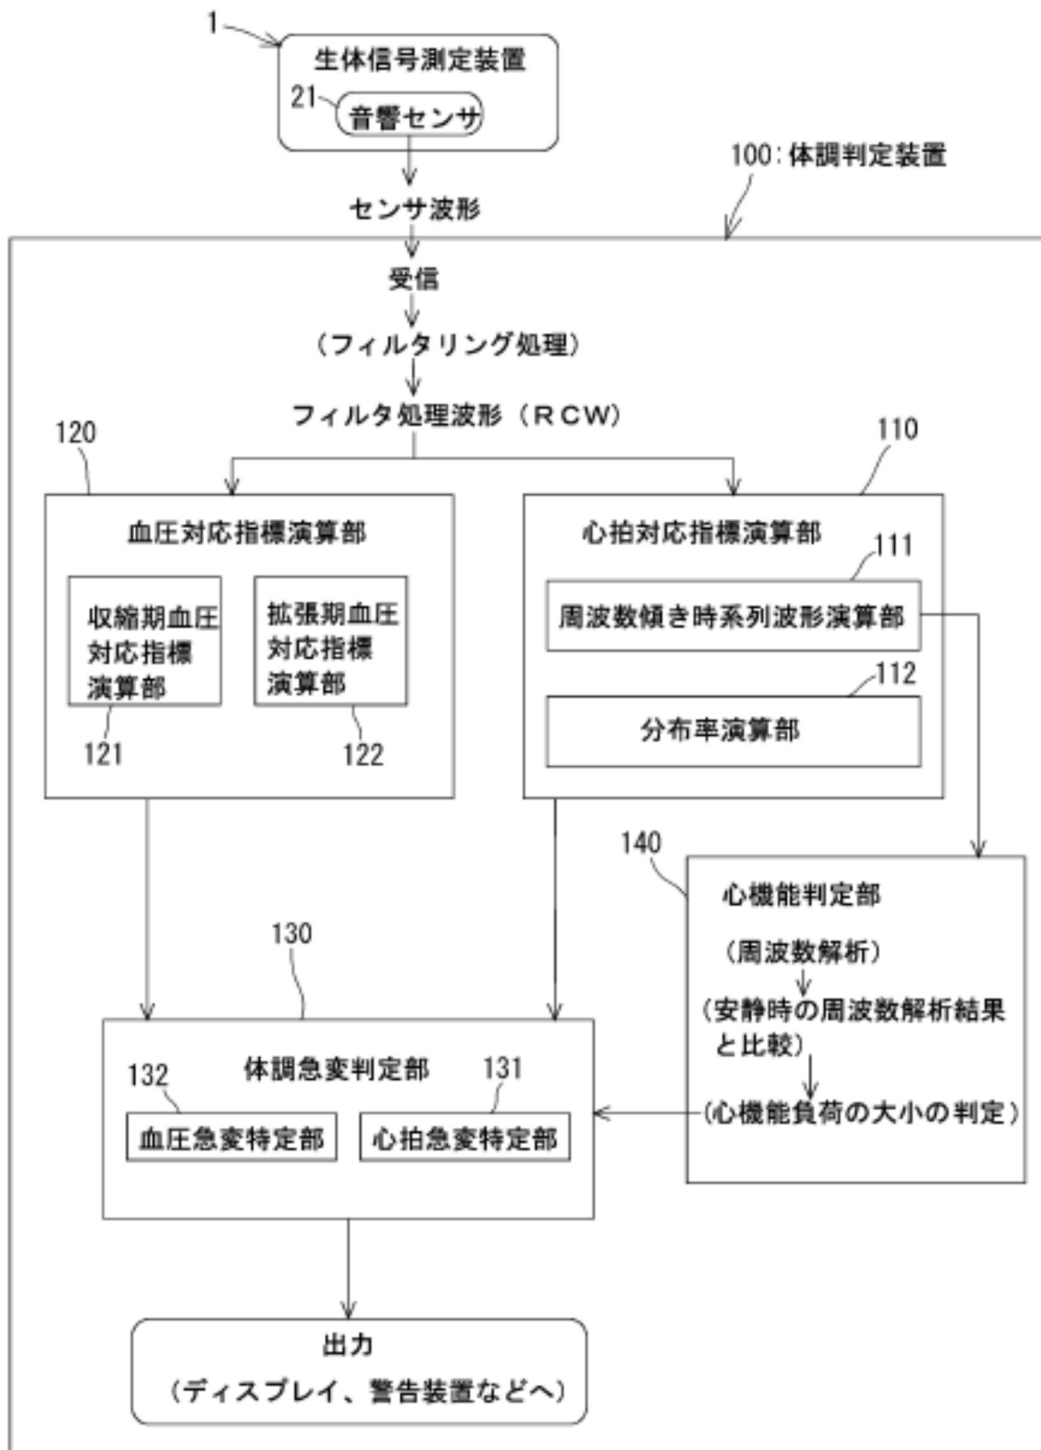 1
生体信号測定装置
21
音響センサ
100：体調判定装置
センサ波形
受信
（フィルタリング処理）
フィルタ処理波形（ＲＣＷ）
120
110
血圧対応指標演算部
心拍対応指標演算部
111
収縮期血圧
対応指標
演算部
拡張期血圧
対応指標
演算部
周波数傾き時系列波形演算部
112
分布率演算部
121
122
140
心機能判定部
（周波数解析）
（安静時の周波数解析結果
と比較）
（心機能負荷の大小の判定）
130
体調急変判定部
132
131
血圧急変特定部
心拍急変特定部
出力
（ディスプレイ、警告装置などへ）